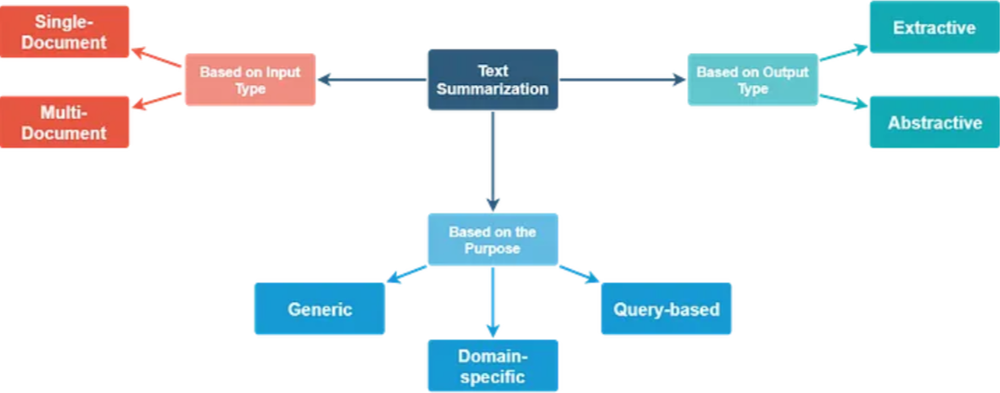 Single-
Document
Multi-
Document
Based on Input
Type
Text
Summarization
Based on Output
Type
Extractive
Abstractive
Based on the
Purpose
Generic
Domain-
specific
Query-based